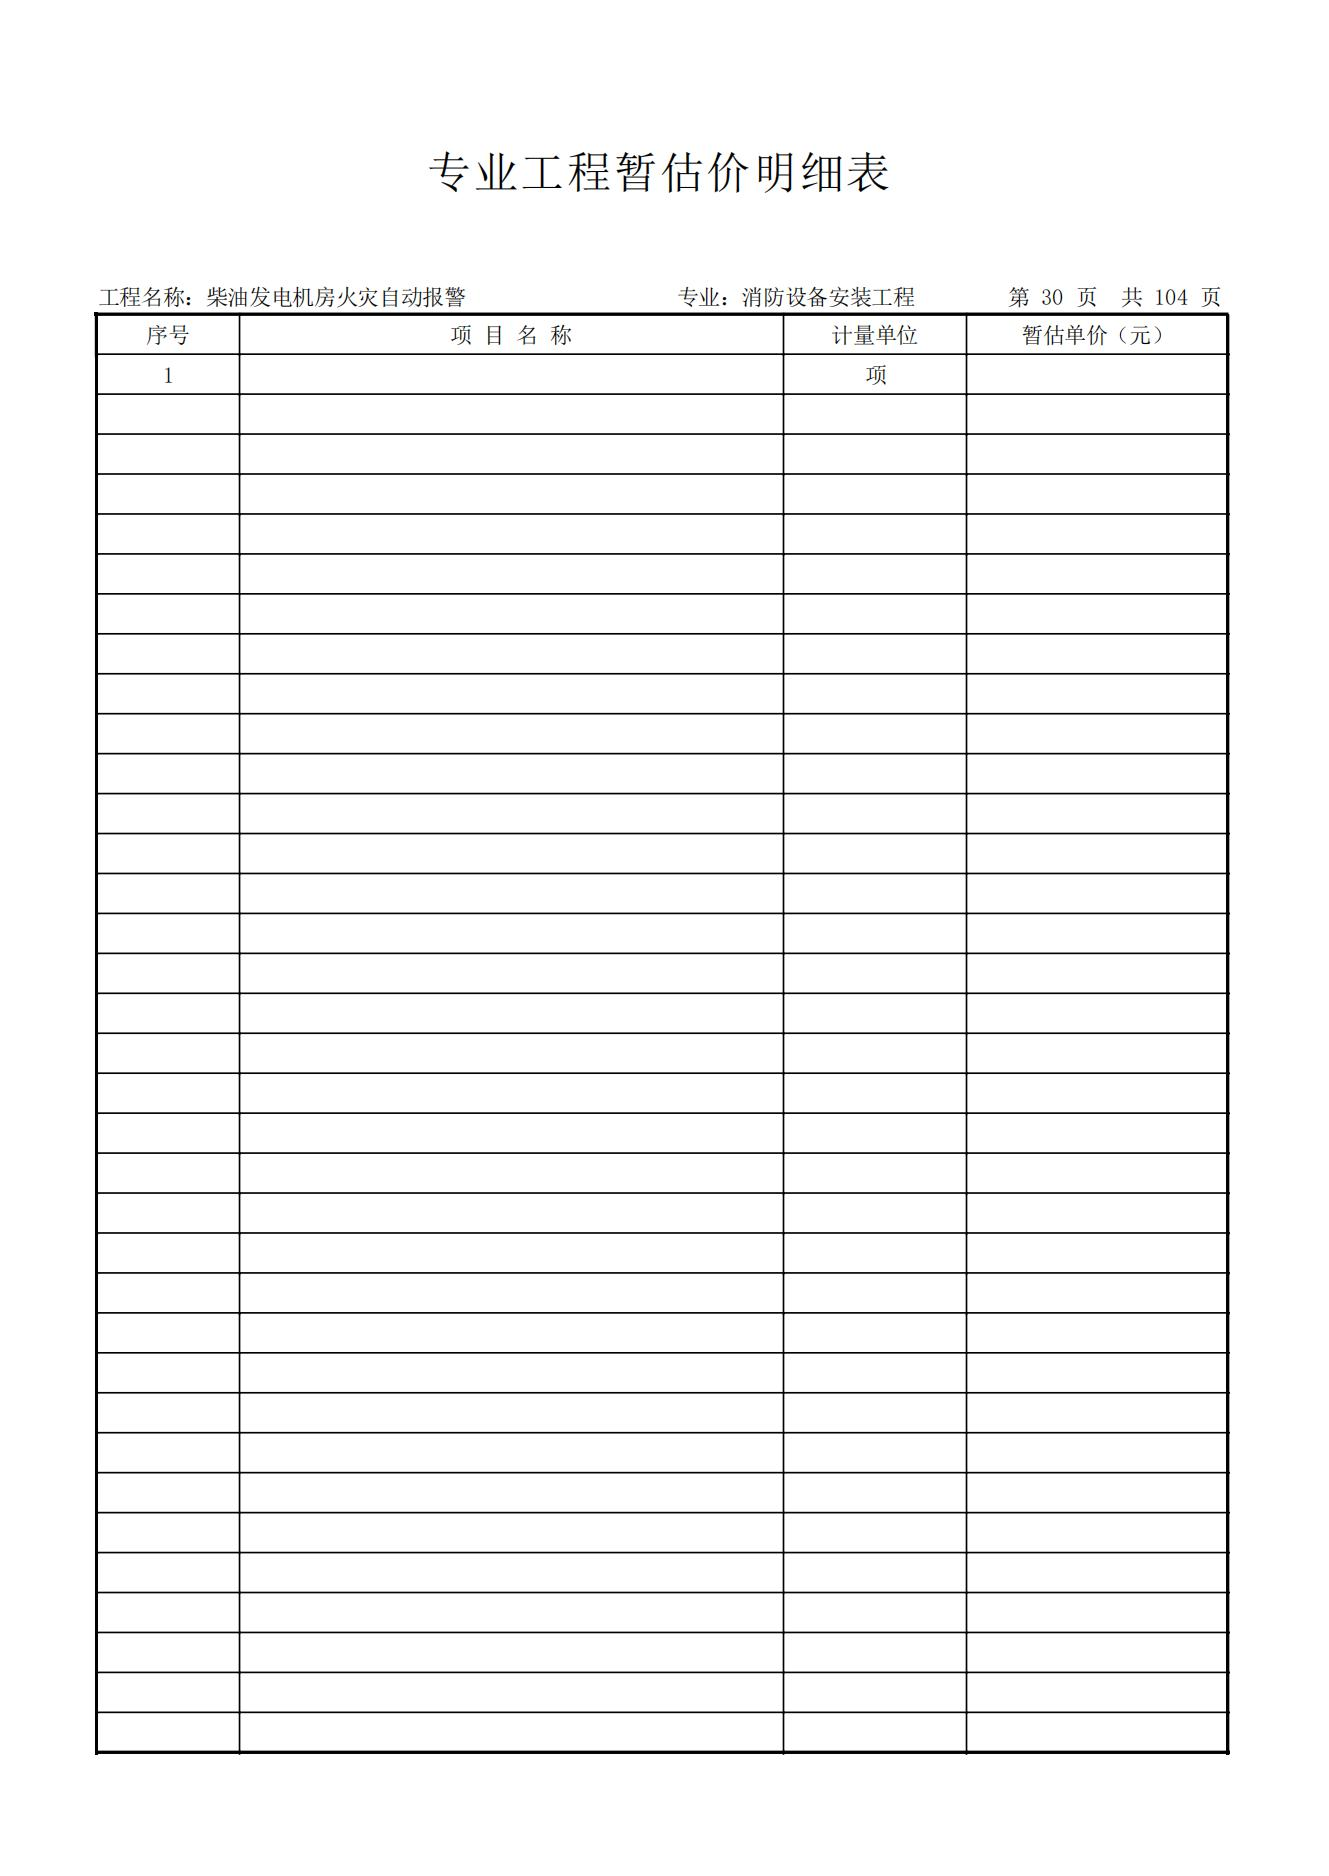 专业工程暂估价明细表
工程名称：柴油发电机房火灾自动报警 专业：消防设备安装工程 第 30 页 共 104 页
序号 项 目 名 称 计量单位 暂估单价（元）
1 项